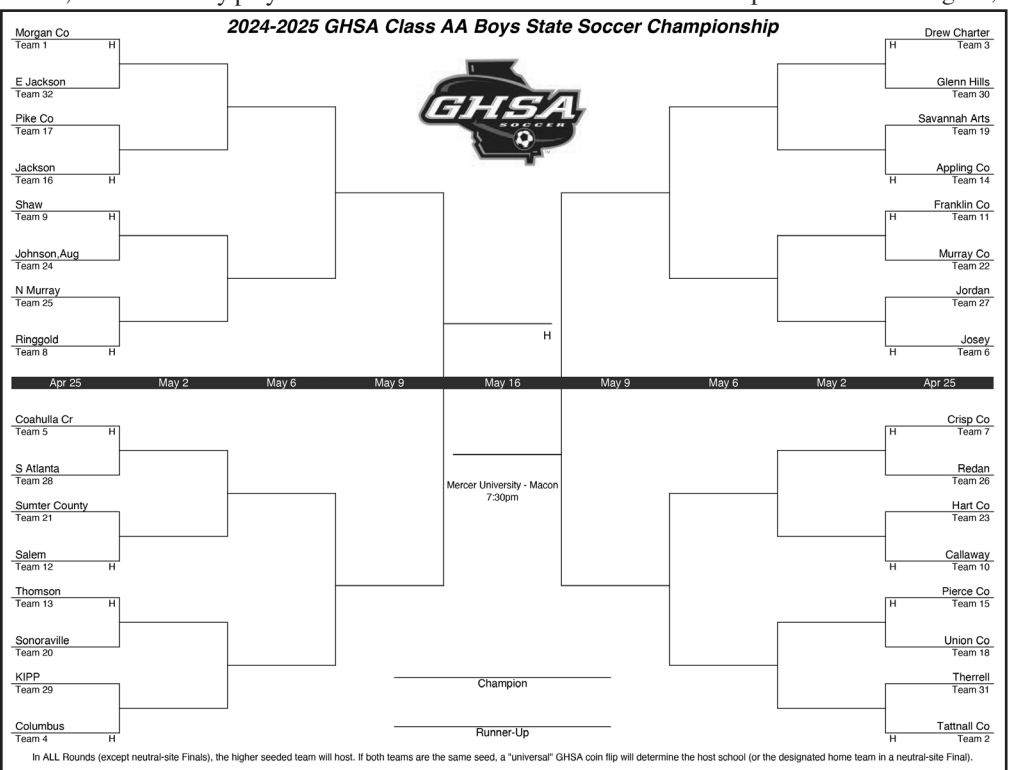 2024-2025 GHSA Class AA Boys State Soccer Championship
GHSA
SOCCER
Morgan Co
Team 1 H
E Jackson
Team 32
Pike Co
Team 17
Jackson
Team 16 H
Shaw
Team 9 H
Johnson,Aug
Team 24
N Murray
Team 25
Ringgold
Team 8 H
Drew Charter
H Team 3
Glenn Hills
Team 30
Savannah Arts
Team 19
Appling Co
H Team 14
Franklin Co
H Team 11
Murray Co
Team 22
Jordan
Team 27
Josey
H Team 6
H
Apr 25 May 2 May 6 May 9 May 16 May 9 May 6 May 2 Apr 25
Coahulla Cr
Team 5 H
S Atlanta
Team 28
Sumter County
Team 21
Salem
Team 12 H
Thomson
Team 13 H
Sonoraville
Team 20
KIPP
Team 29
Columbus
Team 4 H
Mercer University - Macon
7:30pm
Crisp Co
H Team 7
Redan
Team 26
Hart Co
Team 23
Callaway
H Team 10
Pierce Co
H Team 15
Union Co
Team 18
Therrell
Team 31
Tattnall Co
H Team 2
Champion
Runner-Up
In ALL Rounds (except neutral-site Finals), the higher seeded team will host. If both teams are the same seed, a "universal" GHSA coin flip will determine the host school (or the designated home team in a neutral-site Final).